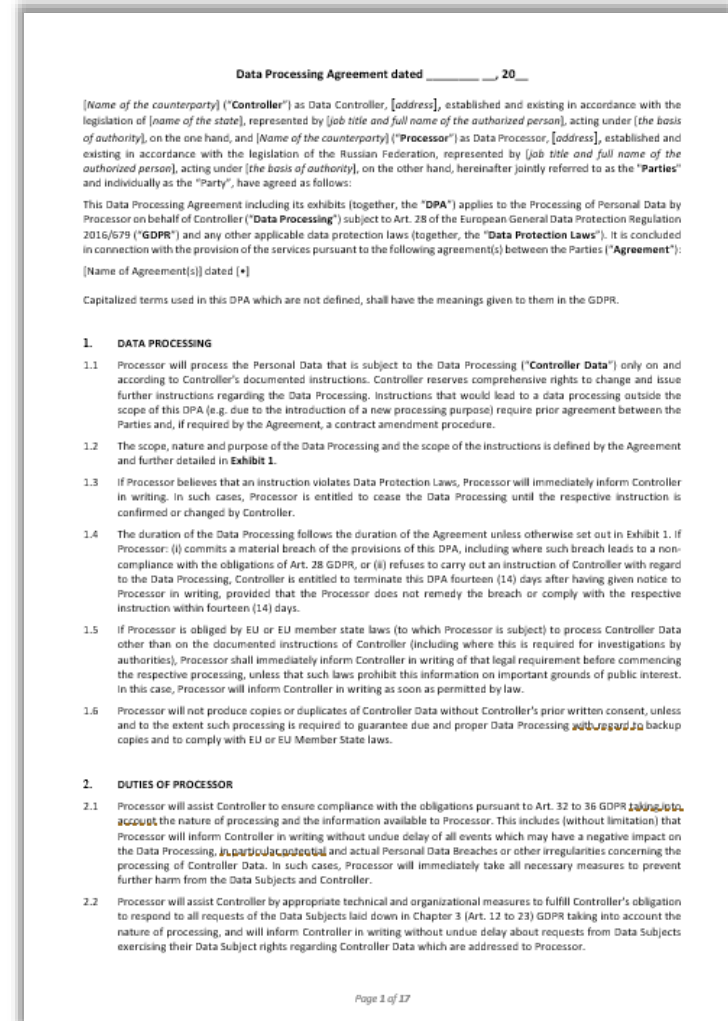 Data Processing Agreement dated ________ __, 20__
[Name of the counterparty] (“Controller”) as Data Controller, [address], established and existing in accordance with the
legislation of [name of the state], represented by [job title and full name of the authorized person], acting under [the basis
of authority], on the one hand, and [Name of the counterparty] (“Processor”) as Data Processor, [address], established and
existing in accordance with the legislation of the Russian Federation, represented by [job title and full name of the
authorized person], acting under [the basis of authority], on the other hand, hereinafter jointly referred to as the “Parties”
and individually as the “Party”, have agreed as follows:
This Data Processing Agreement including its exhibits (together, the “DPA”) applies to the Processing of Personal Data by
Processor on behalf of Controller (“Data Processing”) subject to Art. 28 of the European General Data Protection Regulation
2016/679 (“GDPR”) and any other applicable data protection laws (together, the “Data Protection Laws”). It is concluded
in connection with the provision of the services pursuant to the following agreement(s) between the Parties (“Agreement”):
[Name of Agreement(s)] dated [•]
Capitalized terms used in this DPA which are not defined, shall have the meanings given to them in the GDPR.
1. DATA PROCESSING
1.1 Processor will process the Personal Data that is subject to the Data Processing (“Controller Data”) only on and
according to Controller's documented instructions. Controller reserves comprehensive rights to change and issue
further instructions regarding the Data Processing. Instructions that would lead to a data processing outside the
scope of this DPA (e.g. due to the introduction of a new processing purpose) require prior agreement between the
Parties and, if required by the Agreement, a contract amendment procedure.
1.2 The scope, nature and purpose of the Data Processing and the scope of the instructions is defined by the Agreement
and further detailed in Exhibit 1.
1.3 If Processor believes that an instruction violates Data Protection Laws, Processor will immediately inform Controller
in writing. In such cases, Processor is entitled to cease the Data Processing until the respective instruction is
confirmed or changed by Controller.
1.4 The duration of the Data Processing follows the duration of the Agreement unless otherwise set out in Exhibit 1. If
Processor: (i) commits a material breach of the provisions of this DPA, including where such breach leads to a non-
compliance with the obligations of Art. 28 GDPR, or (ii) refuses to carry out an instruction of Controller with regard
to the Data Processing, Controller is entitled to terminate this DPA fourteen (14) days after having given notice to
Processor in writing, provided that the Processor does not remedy the breach or comply with the respective
instruction within fourteen (14) days.
1.5 If Processor is obliged by EU or EU member state laws (to which Processor is subject) to process Controller Data
other than on the documented instructions of Controller (including where this is required for investigations by
authorities), Processor shall immediately inform Controller in writing of that legal requirement before commencing
the respective processing, unless that such laws prohibit this information on important grounds of public interest.
In this case, Processor will inform Controller in writing as soon as permitted by law.
1.6 Processor will not produce copies or duplicates of Controller Data without Controller's prior written consent, unless
and to the extent such processing is required to guarantee due and proper Data Processing with regard to backup
copies and to comply with EU or EU Member State laws.
2. DUTIES OF PROCESSOR
2.1 Processor will assist Controller to ensure compliance with the obligations pursuant to Art. 32 to 36 GDPR taking into
account the nature of processing and the information available to Processor. This includes (without limitation) that
Processor will inform Controller in writing without undue delay of all events which may have a negative impact on
the Data Processing, in particular potential and actual Personal Data Breaches or other irregularities concerning the
processing of Controller Data. In such cases, Processor will immediately take all necessary measures to prevent
further harm from the Data Subjects and Controller.
2.2 Processor will assist Controller by appropriate technical and organizational measures to fulfill Controller's obligation
to respond to all requests of the Data Subjects laid down in Chapter 3 (Art. 12 to 23) GDPR taking into account the
nature of processing, and will inform Controller in writing without undue delay about requests from Data Subjects
exercising their Data Subject rights regarding Controller Data which are addressed to Processor.
Page 1 of 17